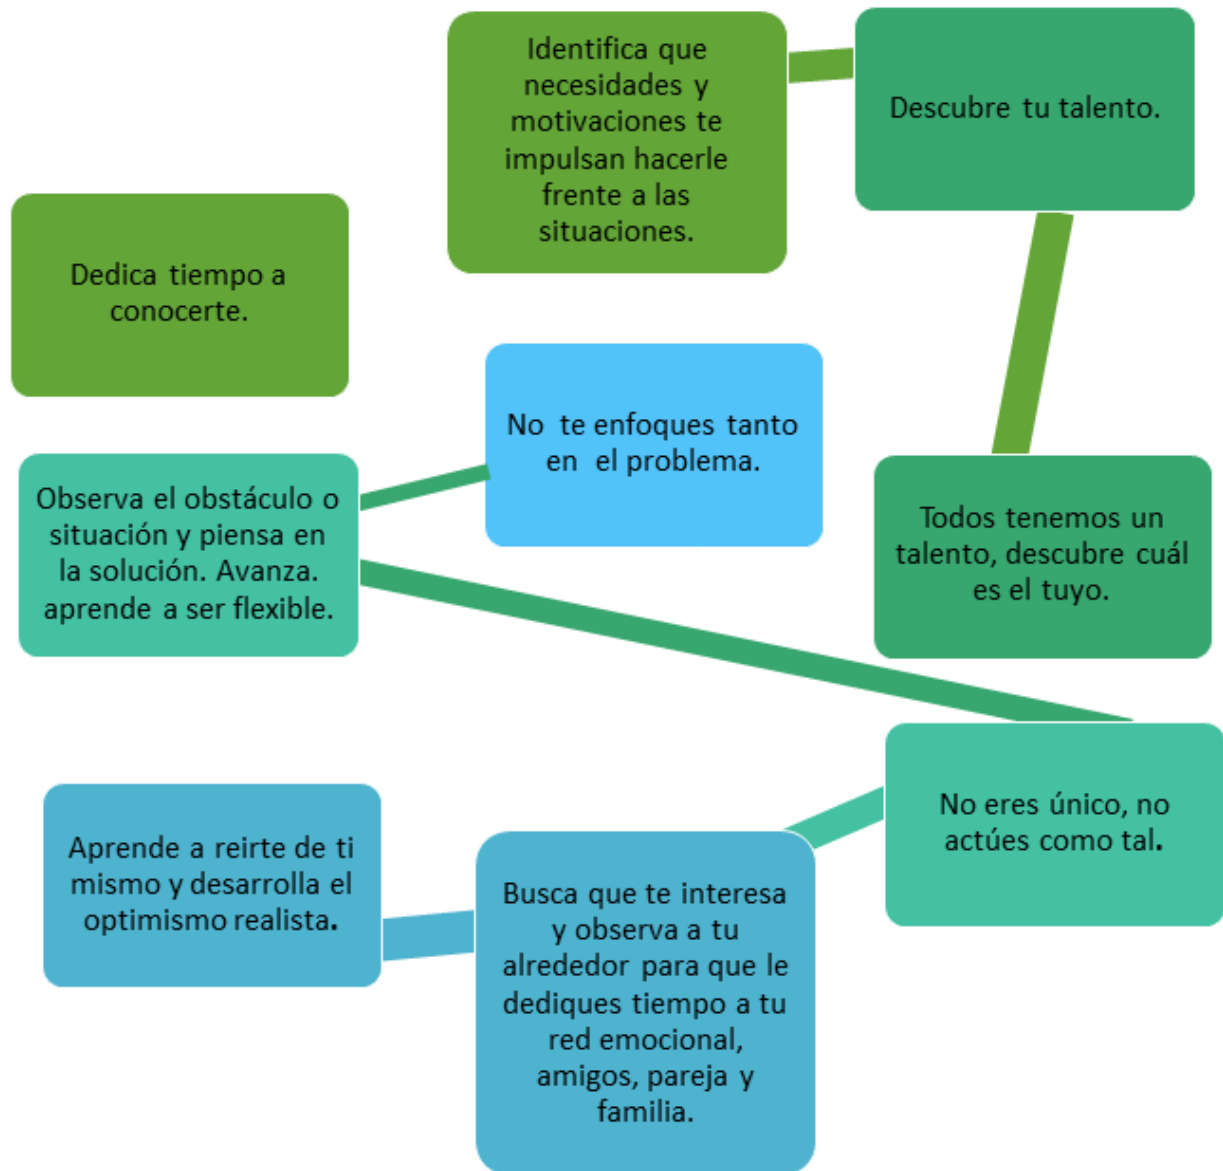 Identifica que
necesidades y
motivaciones te
impulsan hacerle
frente a las
situaciones.
Descubre tu talento.
Dedica tiempo a
conocerte.
No te enfoques tanto
en el problema.
Observa el obstáculo o
situación y piensa en
la solución. Avanza.
aprende a ser flexible.
Todos tenemos un
talento, descubre cuál
es el tuyo.
No eres único, no
actúes como tal.
Aprende a reirte de ti
mismo y desarrolla el
optimismo realista.
Busca que te interesa
y observa a tu
alrededor para que le
dediques tiempo a tu
red emocional,
amigos, pareja y
familia.